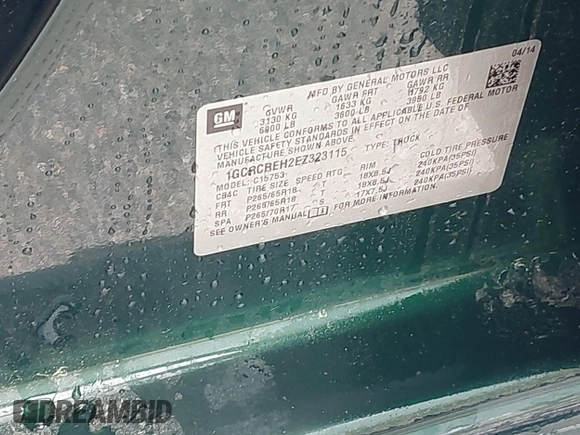 GM
MFD BY GENERAL MOTORS LLC
04/14
GVWR GAWR FRT GAWR RR
3130 KG 1633 KG 1792 KG
6900 LB 3600 LB 3950 LB
THIS VEHICLE CONFORMS TO ALL APPLICABLE U.S. FEDERAL MOTOR
VEHICLE SAFETY STANDARDS IN EFFECT ON THE DATE OF
MANUFACTURE SHOWN ABOVE.
1GCRCREH2EZ323115 TYPE: TRUCK
MODEL: C15753
CB4C TIRE SIZE SPEED RTG RIM COLD TIRE PRESSURE
FRT P265/65R18 T 18X8.5J 240KPA(35PSI)
RR P265/65R18 T 18X8.5J 240KPA(35PSI)
SPA P265/70R17 S 17X7.5J 240KPA(35PSI)
SEE OWNER'S MANUAL FOR MORE INFORMATION.
DREAMBID